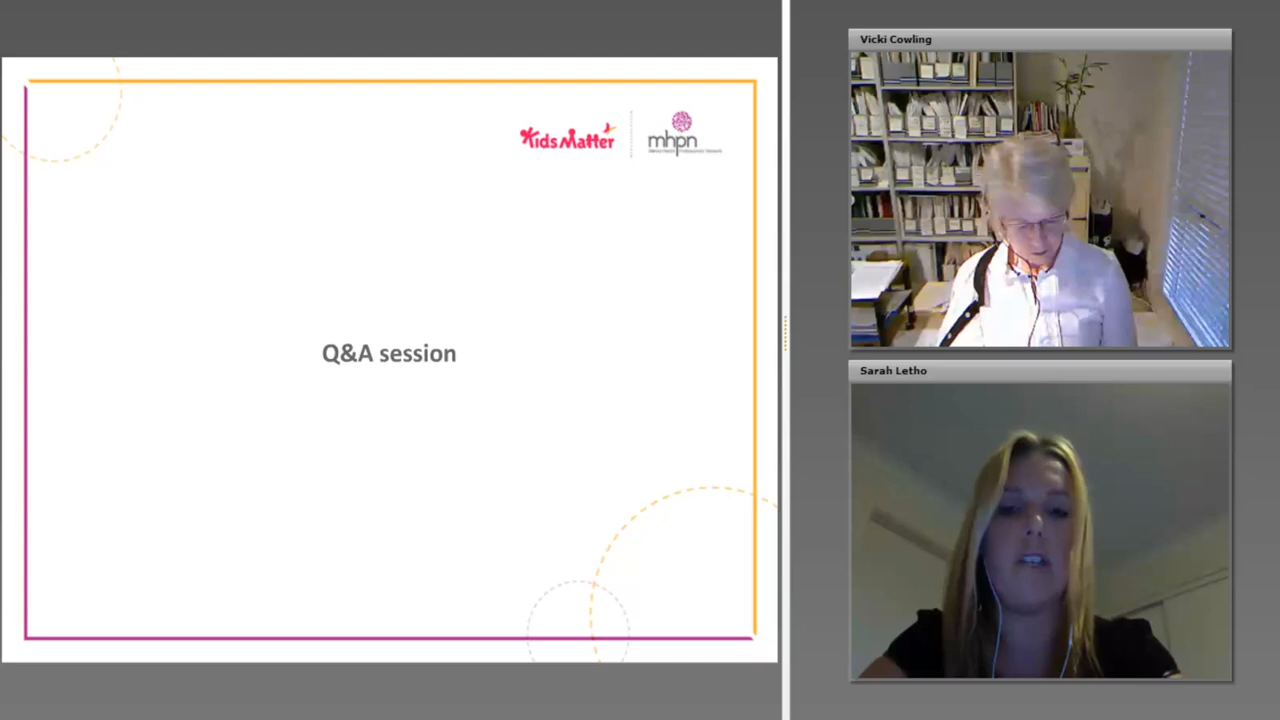 KidsMatter
mhpn
Q&A session
Vicki Cowling
Sarah Letho